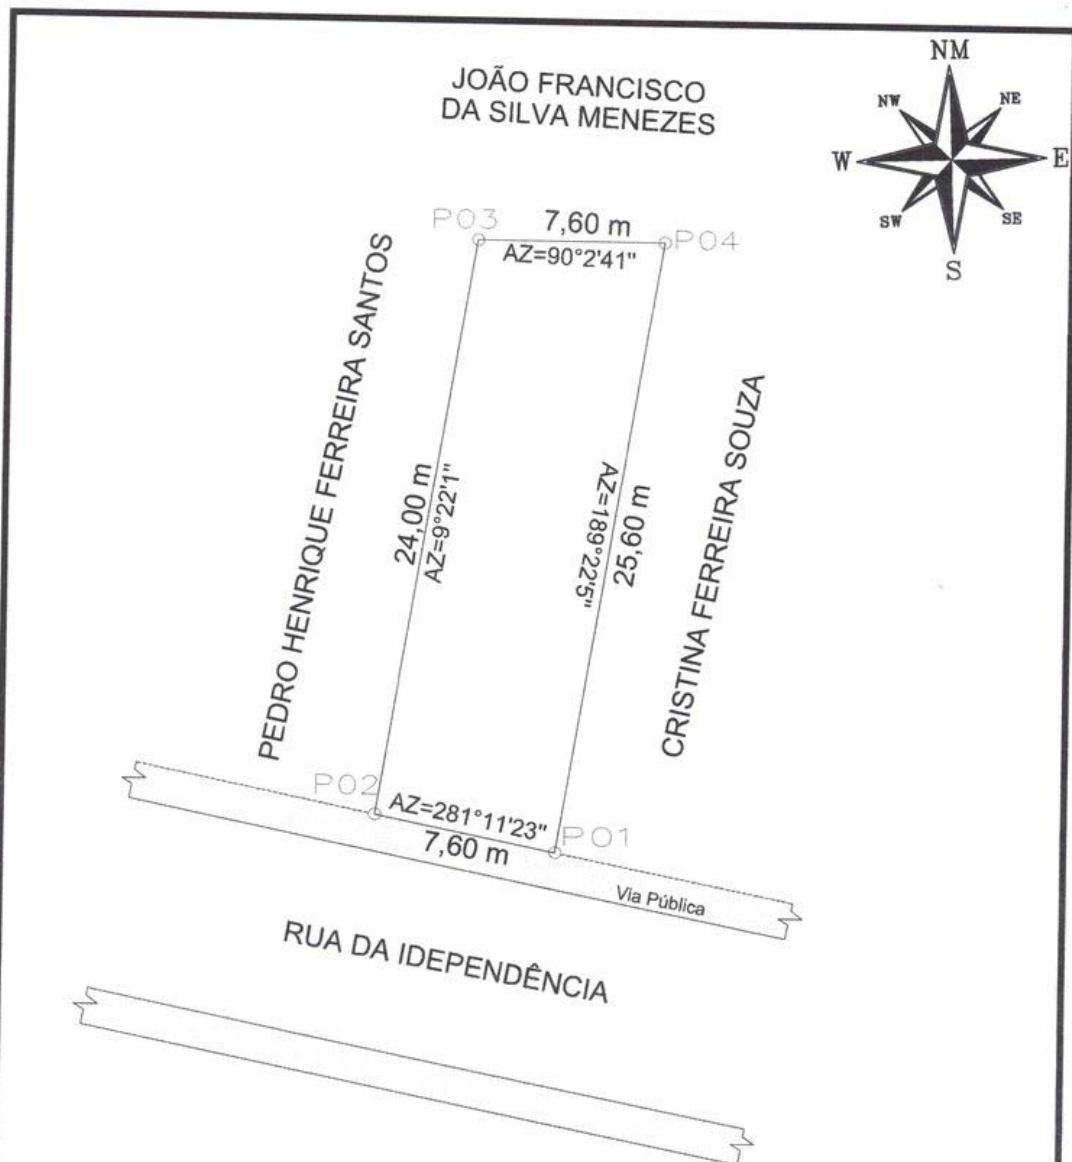 JOÃO FRANCISCO
DA SILVA MENEZES
NM
NW
NE
W
E
SW
SE
S
P03
7,60 m
P04
AZ=90°2'41"
PEDRO HENRIQUE FERREIRA SANTOS
24,00 m
AZ=9°22'1"
AZ=189°22'5"
25,60 m
CRISTINA FERREIRA SOUZA
P02
AZ=281°11'23"
7,60 m
P01
Via Pública
RUA DA IDEPENDÊNCIA